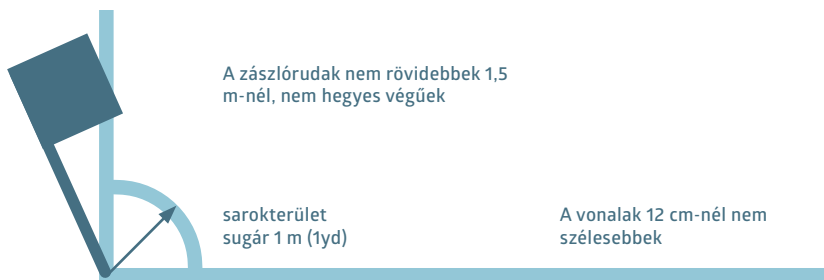 A zászlórudak nem rövidebbek 1,5
m-nél, nem hegyes végűek
sarokterület
sugár 1 m (1yd)
A vonalak 12 cm-nél nem
szélesebbek